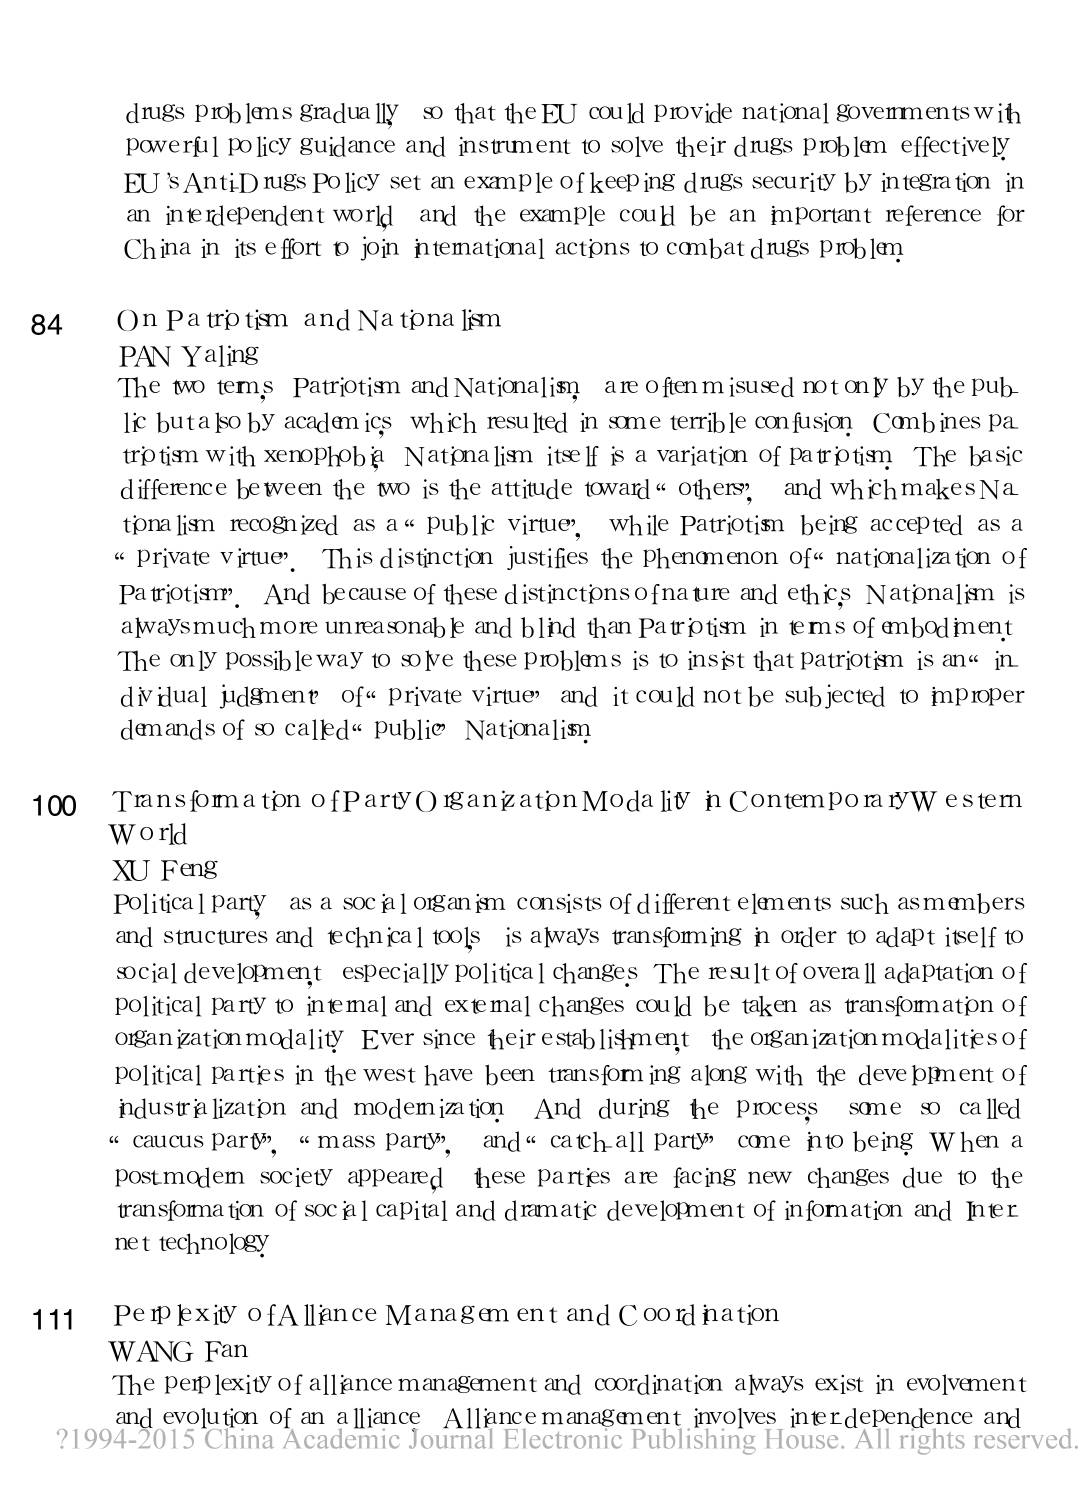 drugs problems gradually, so that the EU could provide national governments with
powerful policy guidance and instrument to solve their drugs problem effectively.
EU's Anti-Drugs Policy set an example of keeping drugs security by integration in
an interdependent world, and the example could be an important reference for
China in its effort to join international actions to combat drugs problem.
84 On Patriotism and Nationalism
PAN Yaling
The two terms, Patriotism and Nationalism, are often misused not only by the pub-
lic but also by academics, which resulted in some terrible confusion. Combines pa-
triotism with xenophobia, Nationalism itself is a variation of patriotism. The basic
difference between the two is the attitude toward "others", and which makes Na-
tionalism recognized as a "public virtue", while Patriotism being accepted as a
"private virtue". This distinction justifies the phenomenon of "nationalization of
Patriotism". And because of these distinctions of nature and ethics, Nationalism is
always much more unreasonable and blind than Patriotism in terms of embodiment.
The only possible way to solve these problems is to insist that patriotism is an "in-
dividual judgment" of "private virtue" and it could not be subjected to improper
demands of so called "public" Nationalism.
100 Transformation of Party Organization Modality in Contemporary Western
World
XU Feng
Political party, as a social organism consists of different elements such as members
and structures and technical tools, is always transforming in order to adapt itself to
social development, especially political changes. The result of overall adaptation of
political party to internal and external changes could be taken as transformation of
organization modality. Ever since their establishment, the organization modalities of
political parties in the west have been transforming along with the development of
industrialization and modernization. And during the process, some so called
"caucus party", "mass party", and "catch-all party" come into being. When a
post-modern society appeared, these parties are facing new changes due to the
transformation of social capital and dramatic development of information and Inter-
net technology.
111 Perplexity of Alliance Management and Coordination
WANG Fan
The perplexity of alliance management and coordination always exist in evolvement
and evolution of an alliance. Alliance management involves inter-dependence and
?1994-2015 China Academic Journal Electronic Publishing House. All rights reserved.